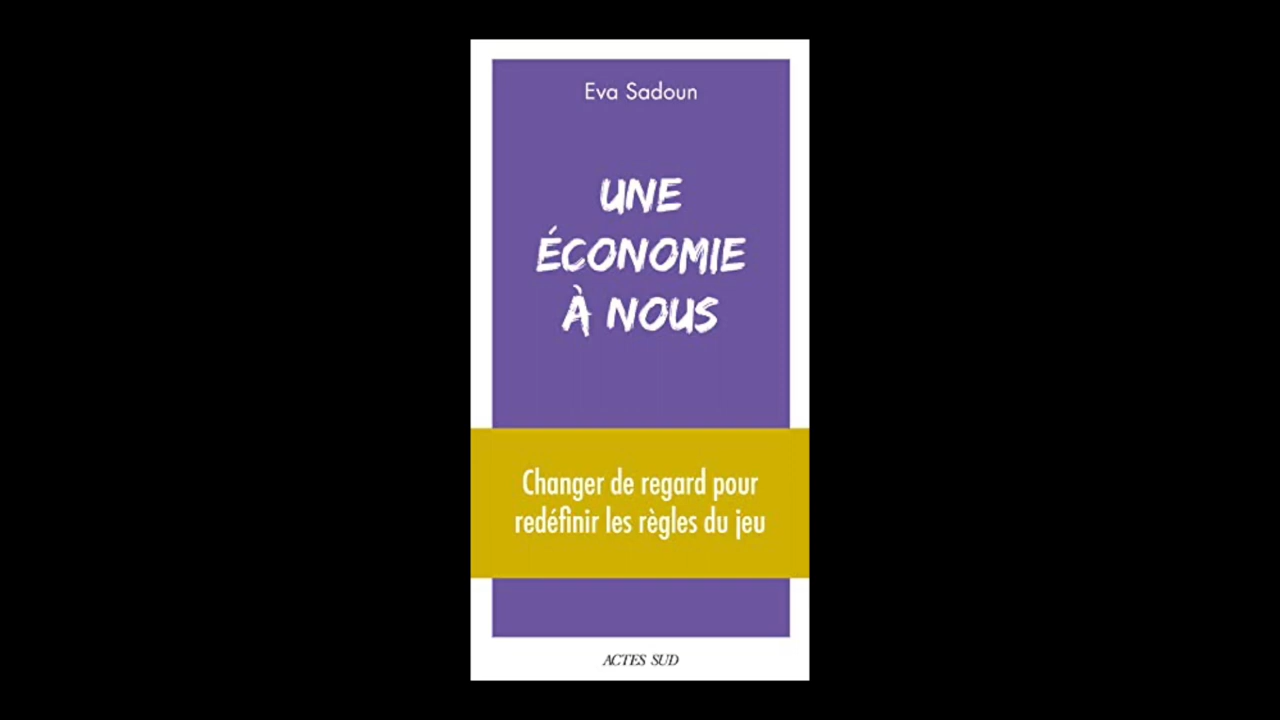 Eva Sadoun
UNE
ÉCONOMIE
À NOUS
Changer de regard pour
redéfinir les règles du jeu
ACTES SUD